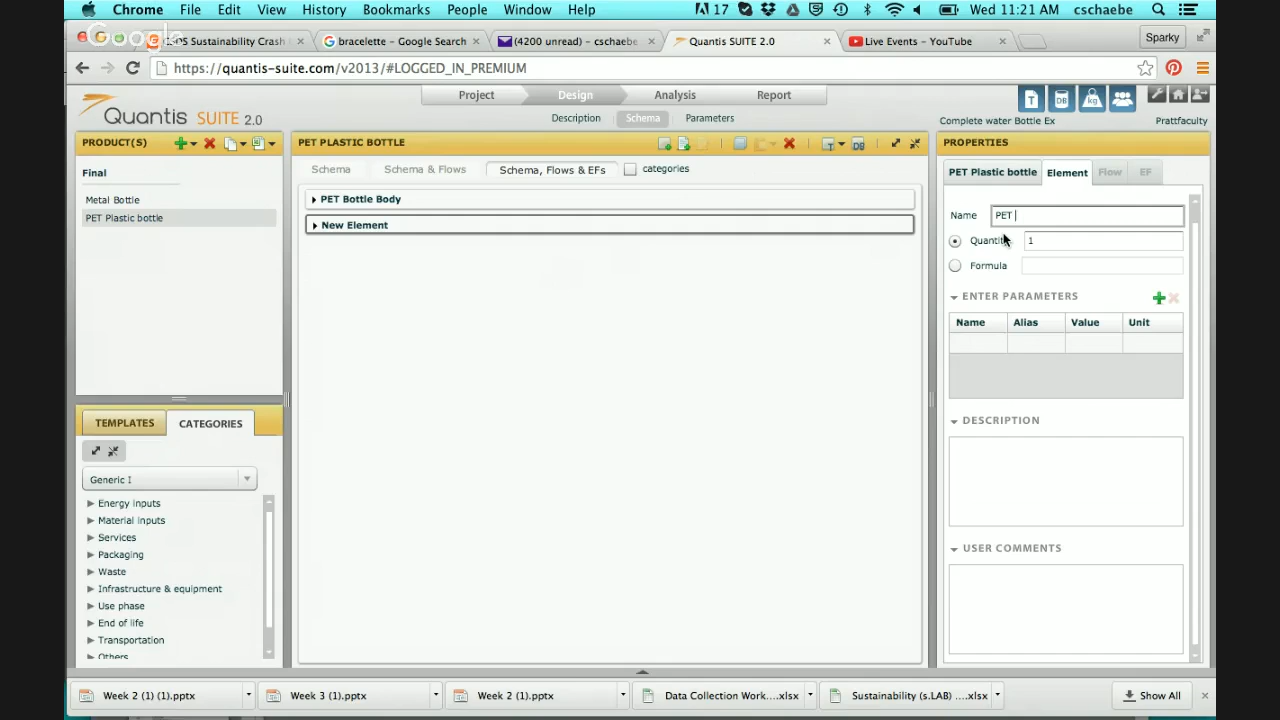 Chrome File Edit View History Bookmarks People Window Help 17 Wed 11:21 AM cschaebe
Google
PS Sustainability Crash
bracelette – Google Search
(4200 unread) – cschaebe
Quantis SUITE 2.0
Live Events – YouTube
Sparky
https://quantis-suite.com/v2013/#LOGGED_IN_PREMIUM
Quantis SUITE 2.0
Project Design Analysis Report
Description Schema Parameters
T DB kg
Complete water Bottle Ex Prattfaculty
PRODUCT(S)
Final
Metal Bottle
PET Plastic bottle
TEMPLATES CATEGORIES
Generic I
Energy inputs
Material inputs
Services
Packaging
Waste
Infrastructure & equipment
Use phase
End of life
Transportation
Others
PET PLASTIC BOTTLE
T DB
Schema Schema & Flows Schema, Flows & EFs categories
PET Bottle Body
New Element
PROPERTIES
PET Plastic bottle Element Flow EF
Name PET
Quantity 1
Formula
ENTER PARAMETERS
Name Alias Value Unit
DESCRIPTION
USER COMMENTS
Week 2 (1) (1).pptx
Week 3 (1).pptx
Week 2 (1).pptx
Data Collection Work....xlsx
Sustainability (s.LAB) ....xlsx
Show All